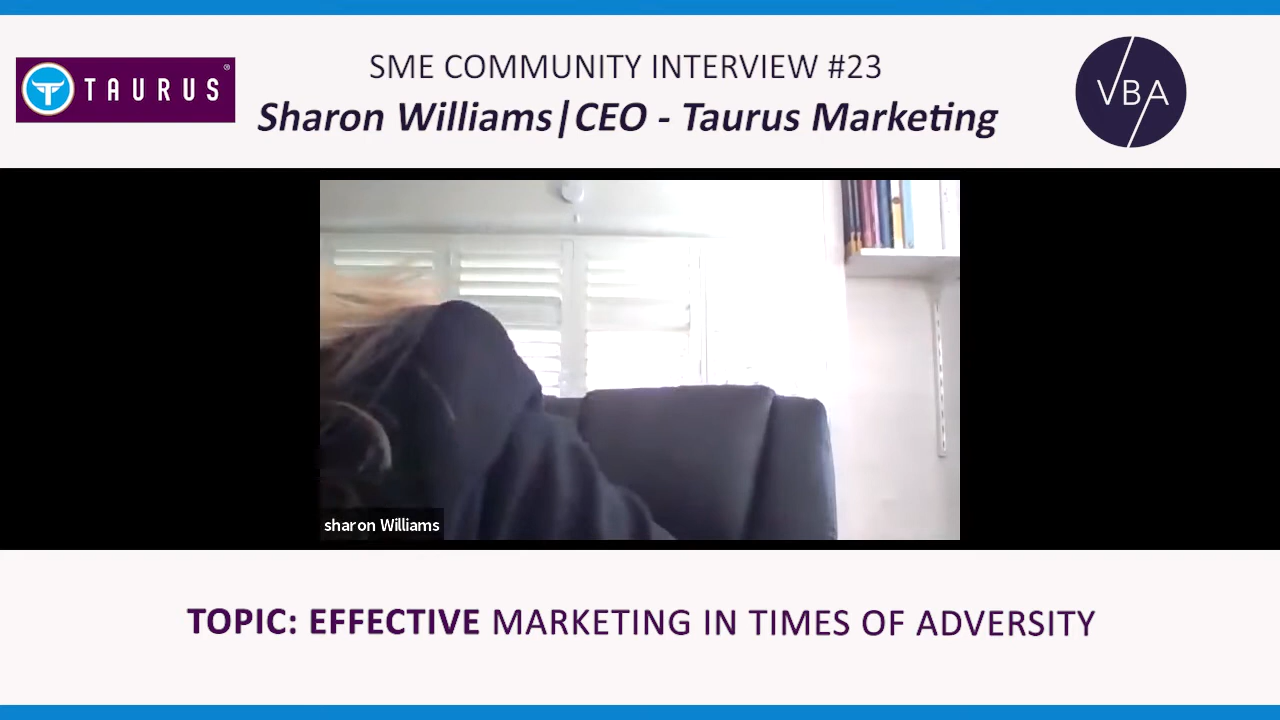 TAURUS®
SME COMMUNITY INTERVIEW #23
Sharon Williams|CEO - Taurus Marketing
VBA
sharon Williams
TOPIC: EFFECTIVE MARKETING IN TIMES OF ADVERSITY